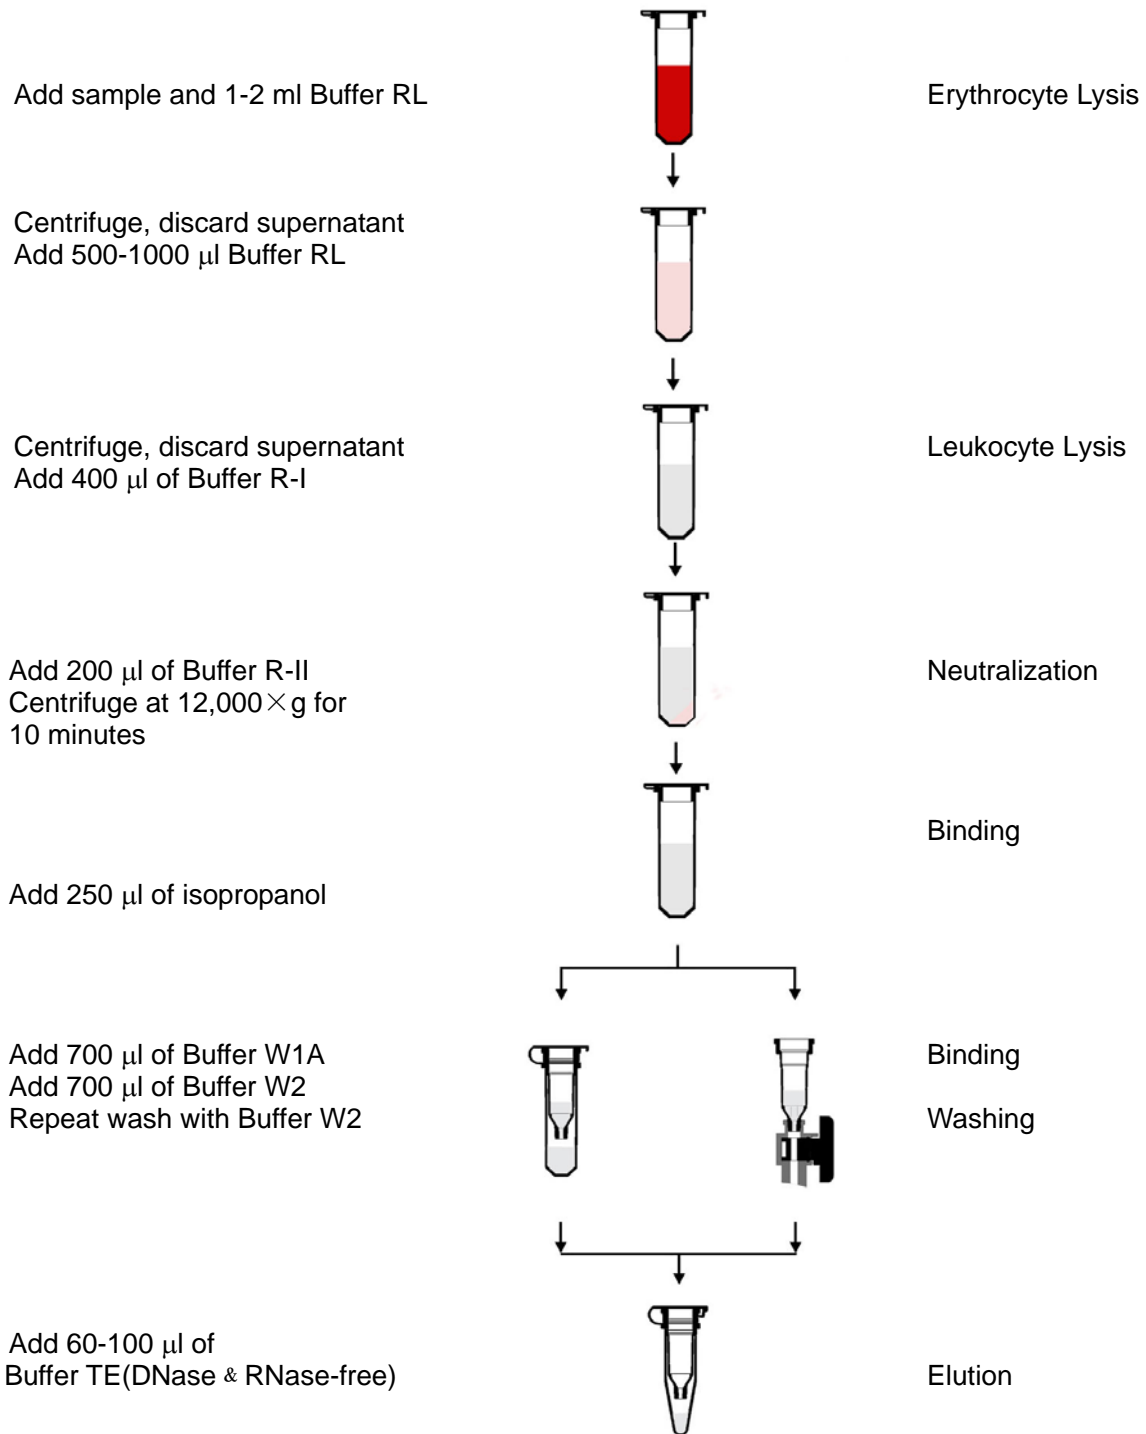 Add sample and 1-2 ml Buffer RL
Erythrocyte Lysis
Centrifuge, discard supernatant
Add 500-1000 μl Buffer RL
Centrifuge, discard supernatant
Leukocyte Lysis
Add 400 μl of Buffer R-I
Add 200 μl of Buffer R-II
Neutralization
Centrifuge at 12,000×g for
10 minutes
Binding
Add 250 μl of isopropanol
Add 700 μl of Buffer W1A
Binding
Add 700 μl of Buffer W2
Repeat wash with Buffer W2
Washing
Add 60-100 μl of
Buffer TE(DNase & RNase-free)
Elution